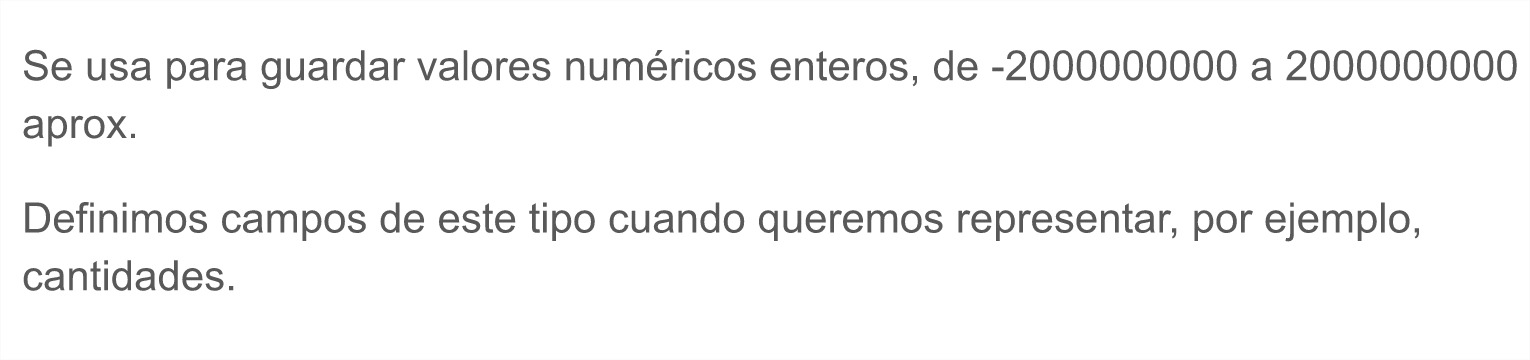 Se usa para guardar valores numéricos enteros, de -2000000000 a 2000000000
aprox.
Definimos campos de este tipo cuando queremos representar, por ejemplo,
cantidades.